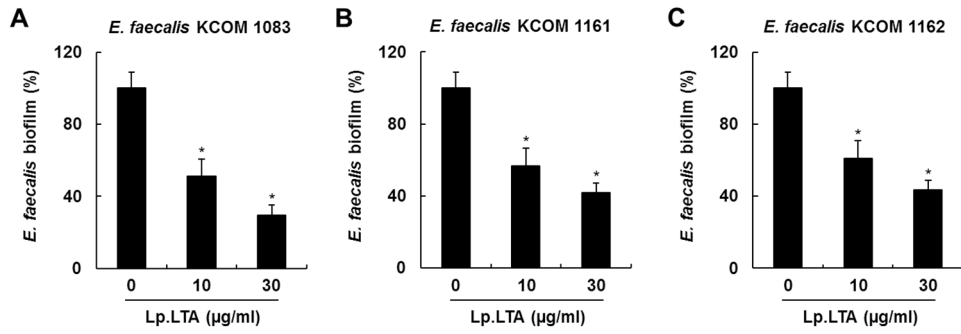 A
E. faecalis KCOM 1083
E. faecalis biofilm (%)
120
80
40
0
*
*
0 10 30
Lp.LTA (µg/ml)
B
E. faecalis KCOM 1161
E. faecalis biofilm (%)
120
80
40
0
*
*
0 10 30
Lp.LTA (µg/ml)
C
E. faecalis KCOM 1162
E. faecalis biofilm (%)
120
80
40
0
*
*
0 10 30
Lp.LTA (µg/ml)